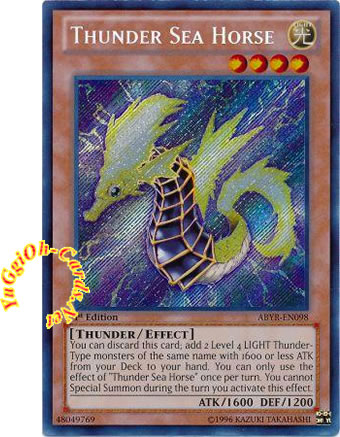 THUNDER SEA HORSE
光
YuGgiOh-Cards.Net
1st Edition
ABYR-EN098
[THUNDER / EFFECT]
You can discard this card; add 2 Level 4 LIGHT Thunder-
Type monsters of the same name with 1600 or less ATK
from your Deck to your hand. You can only use the
effect of "Thunder Sea Horse" once per turn. You cannot
Special Summon during the turn you activate this effect.
ATK/1600 DEF/1200
48049769
©1996 KAZUKI TAKAHASHI